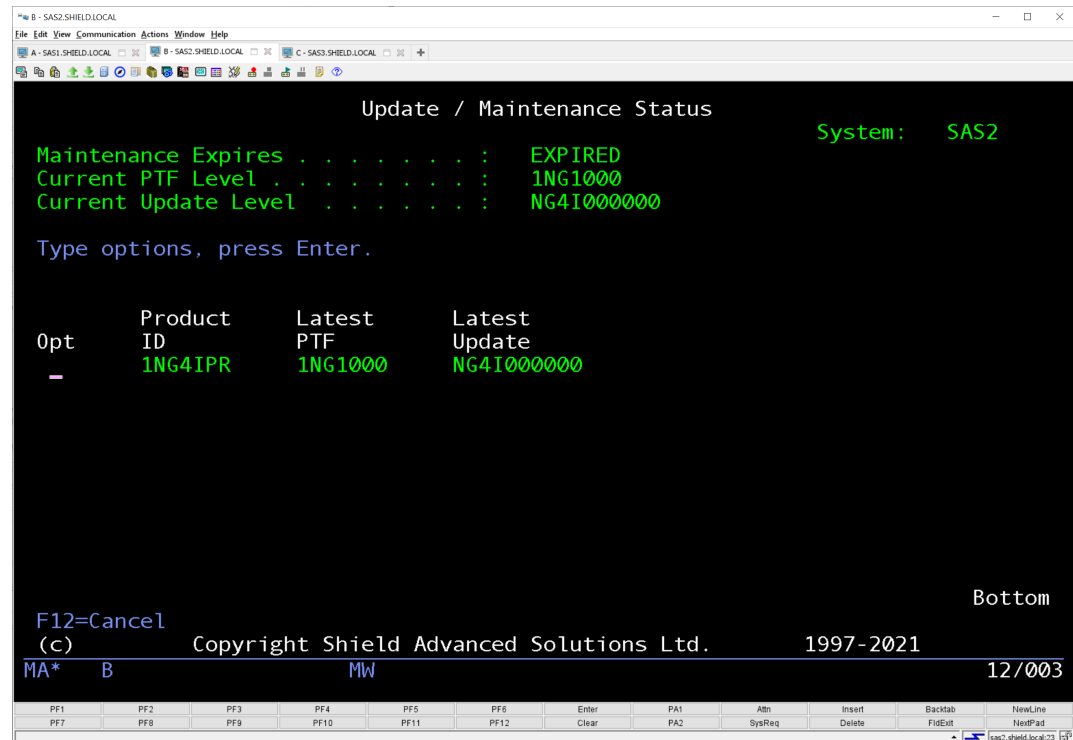 B - SAS2.SHIELD.LOCAL
File Edit View Communication Actions Window Help
A - SAS1.SHIELD.LOCAL B - SAS2.SHIELD.LOCAL C - SAS3.SHIELD.LOCAL
Update / Maintenance Status
System: SAS2
Maintenance Expires . . . . . . . : EXPIRED
Current PTF Level . . . . . . . . : 1NG1000
Current Update Level . . . . . . : NG4I000000
Type options, press Enter.
Product Latest Latest
Opt ID PTF Update
1NG4IPR 1NG1000 NG4I000000
Bottom
F12=Cancel
(c) Copyright Shield Advanced Solutions Ltd. 1997-2021
MA* B MW 12/003
PF1 PF2 PF3 PF4 PF5 PF6 Enter PA1 Attn Insert Backtab NewLine
PF7 PF8 PF9 PF10 PF11 PF12 Clear PA2 SysReq Delete FldExit NextPad
sas2.shield.local:23